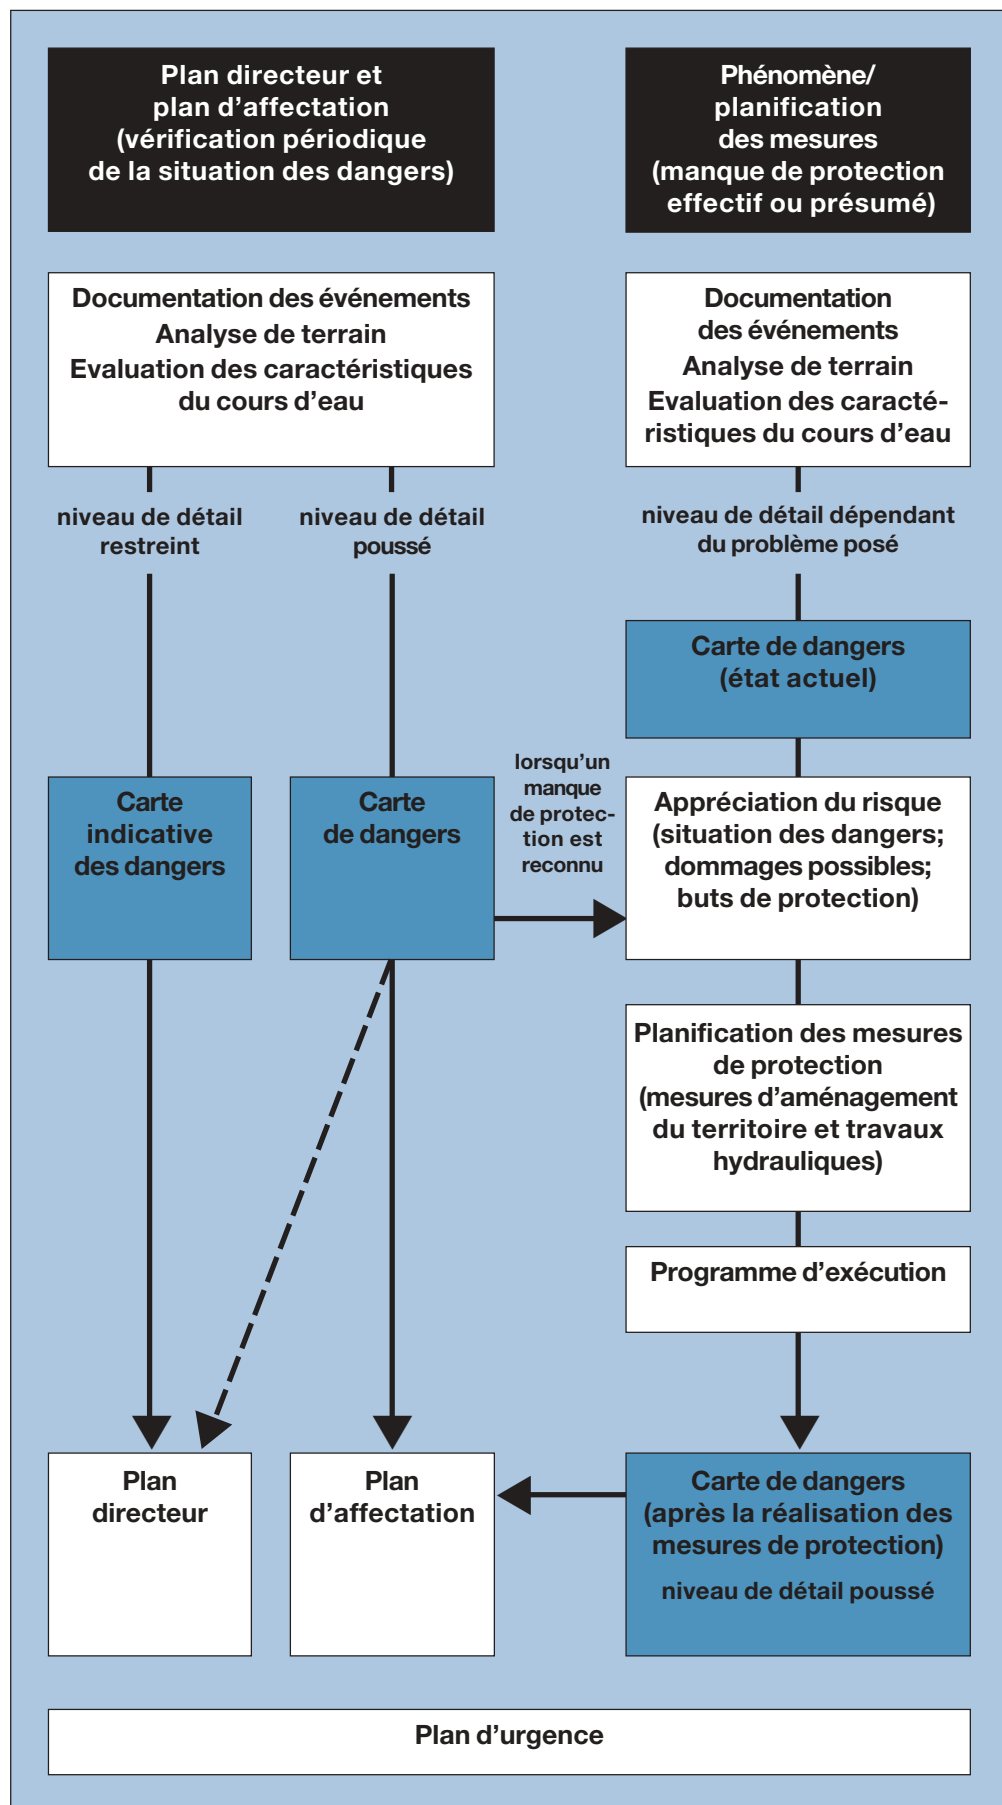 Plan directeur et
plan d'affectation
(vérification périodique
de la situation des dangers)
Phénomène/
planification
des mesures
(manque de protection
effectif ou présumé)
Documentation des événements
Analyse de terrain
Evaluation des caractéristiques
du cours d'eau
Documentation
des événements
Analyse de terrain
Evaluation des caracté-
ristiques du cours d'eau
niveau de détail
restreint
niveau de détail
poussé
niveau de détail dépendant
du problème posé
Carte de dangers
(état actuel)
Carte
indicative
des dangers
Carte
de dangers
lorsqu'un
manque
de protec-
tion est
reconnu
Appréciation du risque
(situation des dangers;
dommages possibles;
buts de protection)
Planification des mesures
de protection
(mesures d'aménagement
du territoire et travaux
hydrauliques)
Programme d'exécution
Plan
directeur
Plan
d'affectation
Carte de dangers
(après la réalisation des
mesures de protection)
niveau de détail poussé
Plan d'urgence